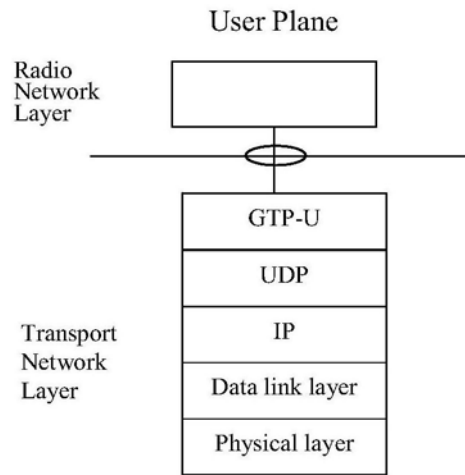 User Plane
Radio
Network
Layer
GTP-U
UDP
IP
Transport
Network
Layer
Data link layer
Physical layer